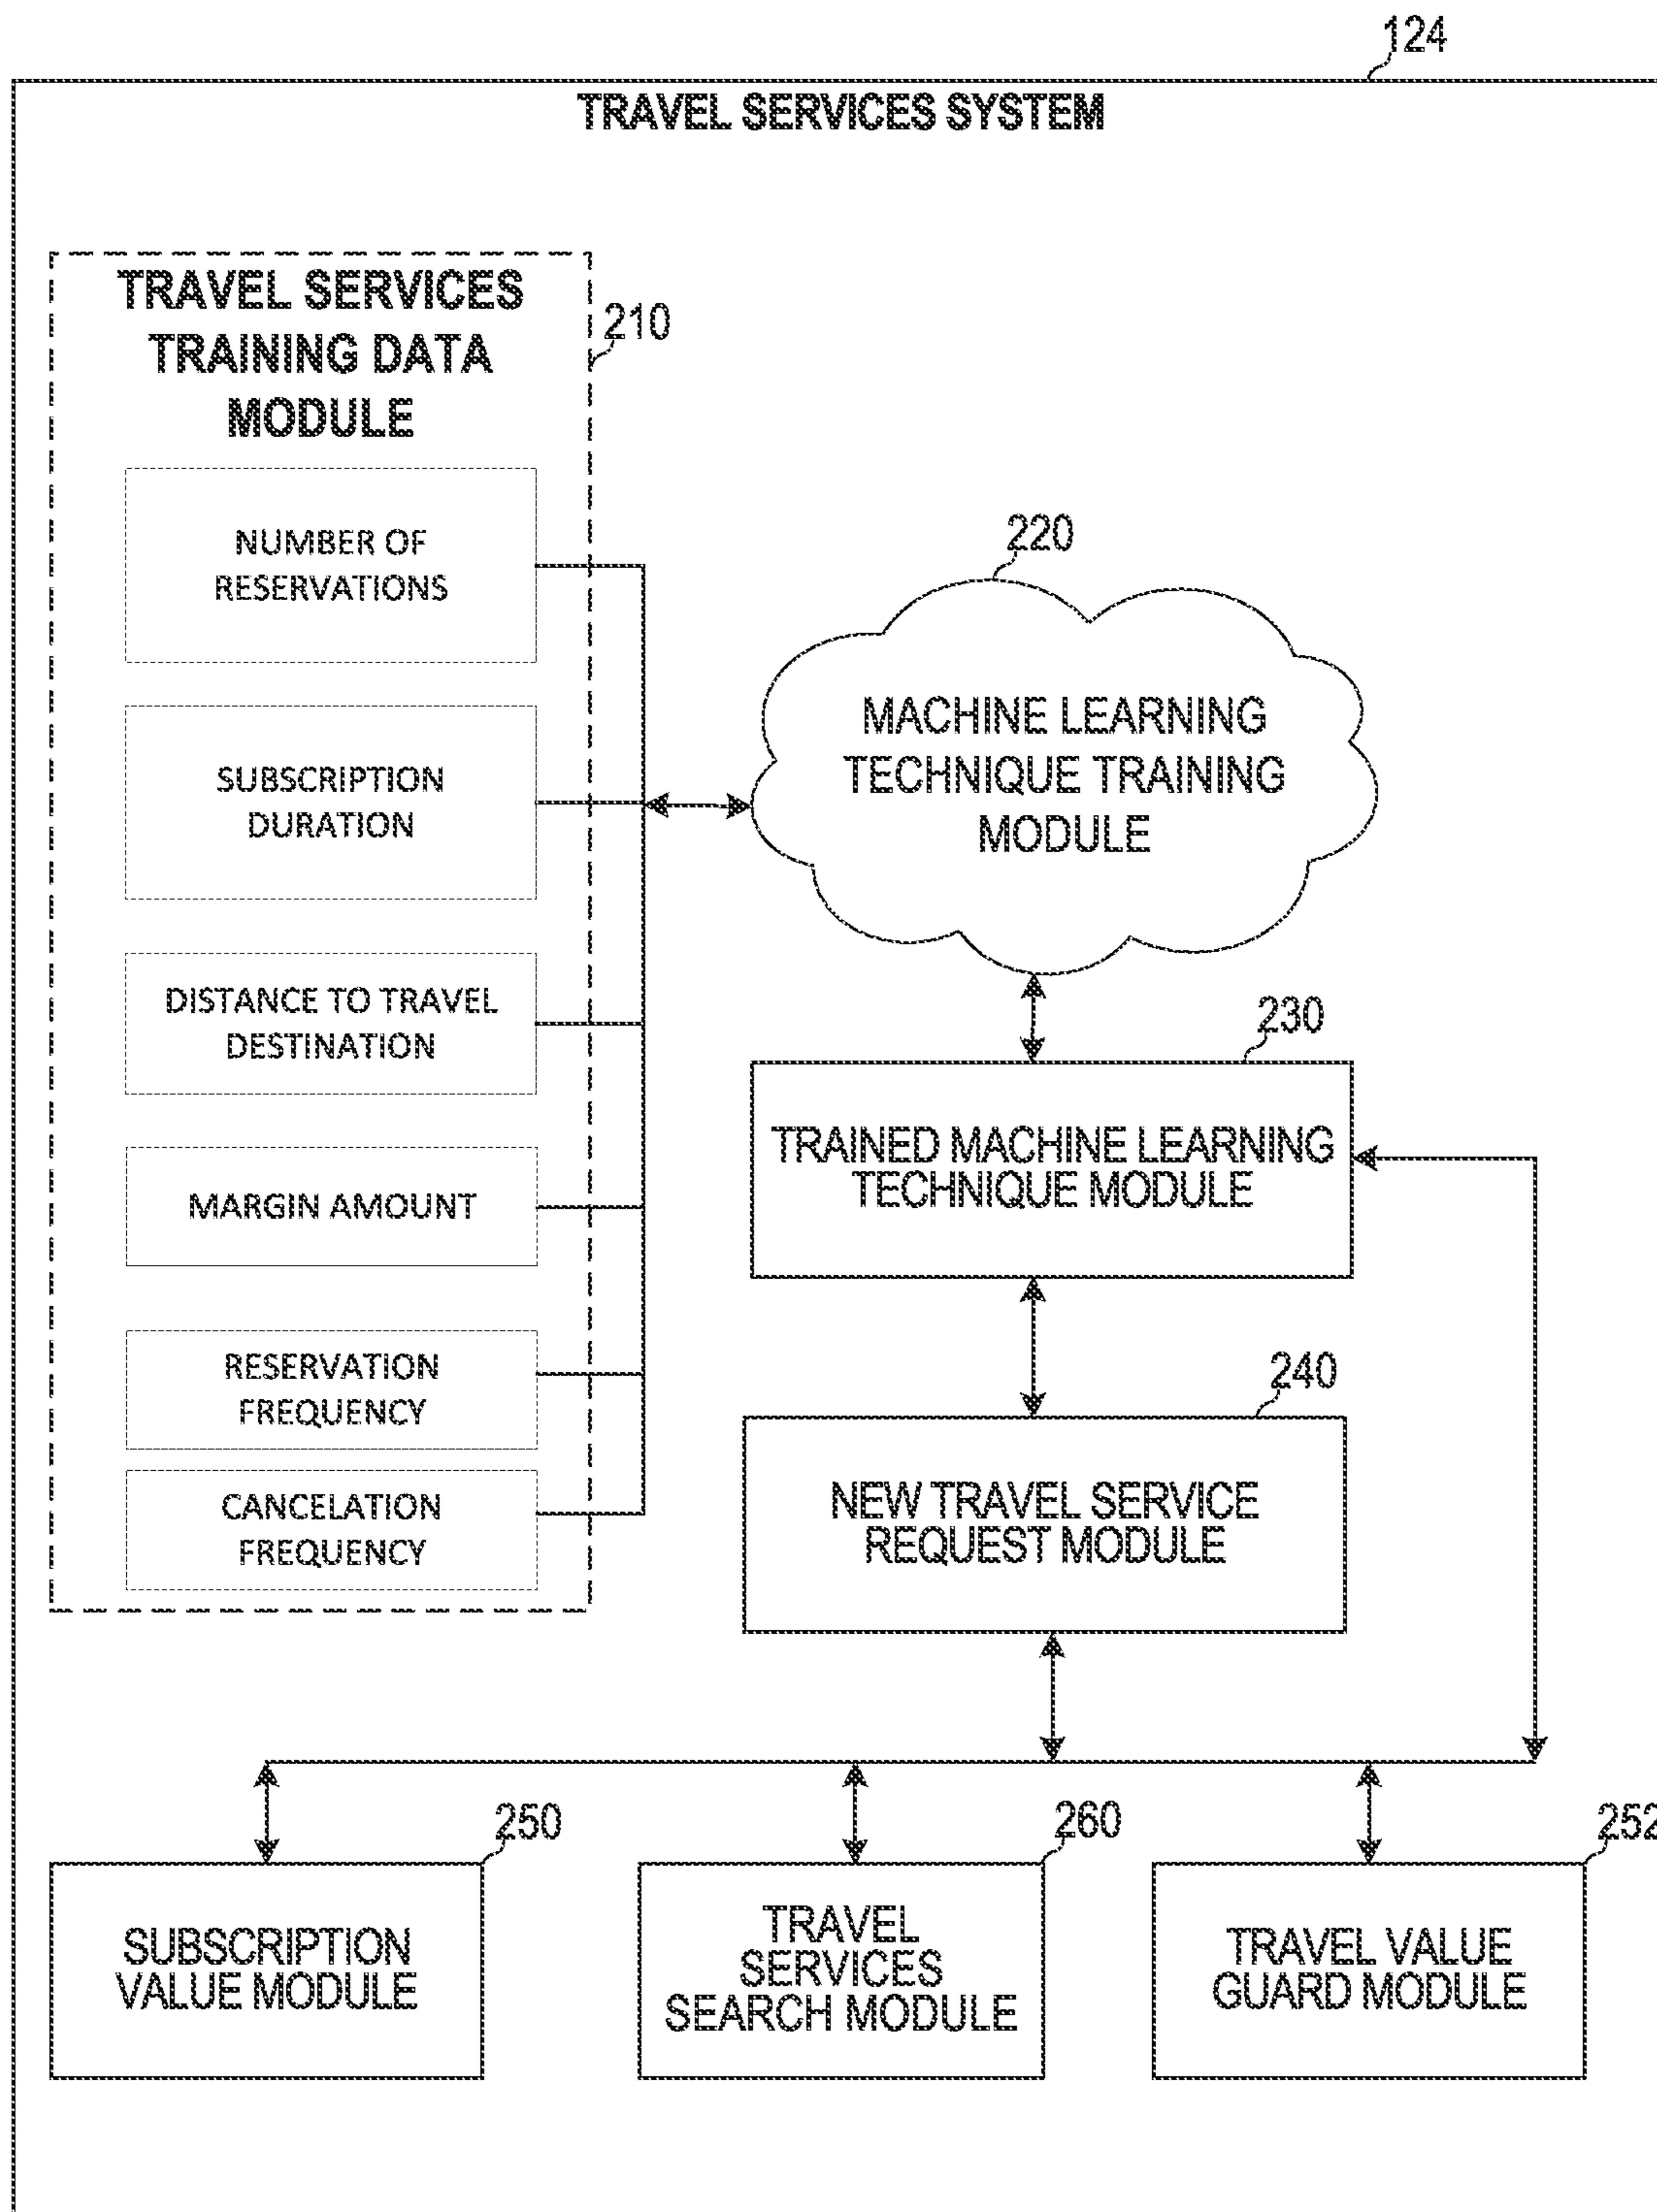 124
TRAVEL SERVICES SYSTEM
TRAVEL SERVICES
TRAINING DATA
MODULE
210
NUMBER OF
RESERVATIONS
SUBSCRIPTION
DURATION
DISTANCE TO TRAVEL
DESTINATION
MARGIN AMOUNT
RESERVATION
FREQUENCY
CANCELATION
FREQUENCY
220
MACHINE LEARNING
TECHNIQUE TRAINING
MODULE
230
TRAINED MACHINE LEARNING
TECHNIQUE MODULE
240
NEW TRAVEL SERVICE
REQUEST MODULE
250
SUBSCRIPTION
VALUE MODULE
260
TRAVEL
SERVICES
SEARCH MODULE
252
TRAVEL VALUE
GUARD MODULE